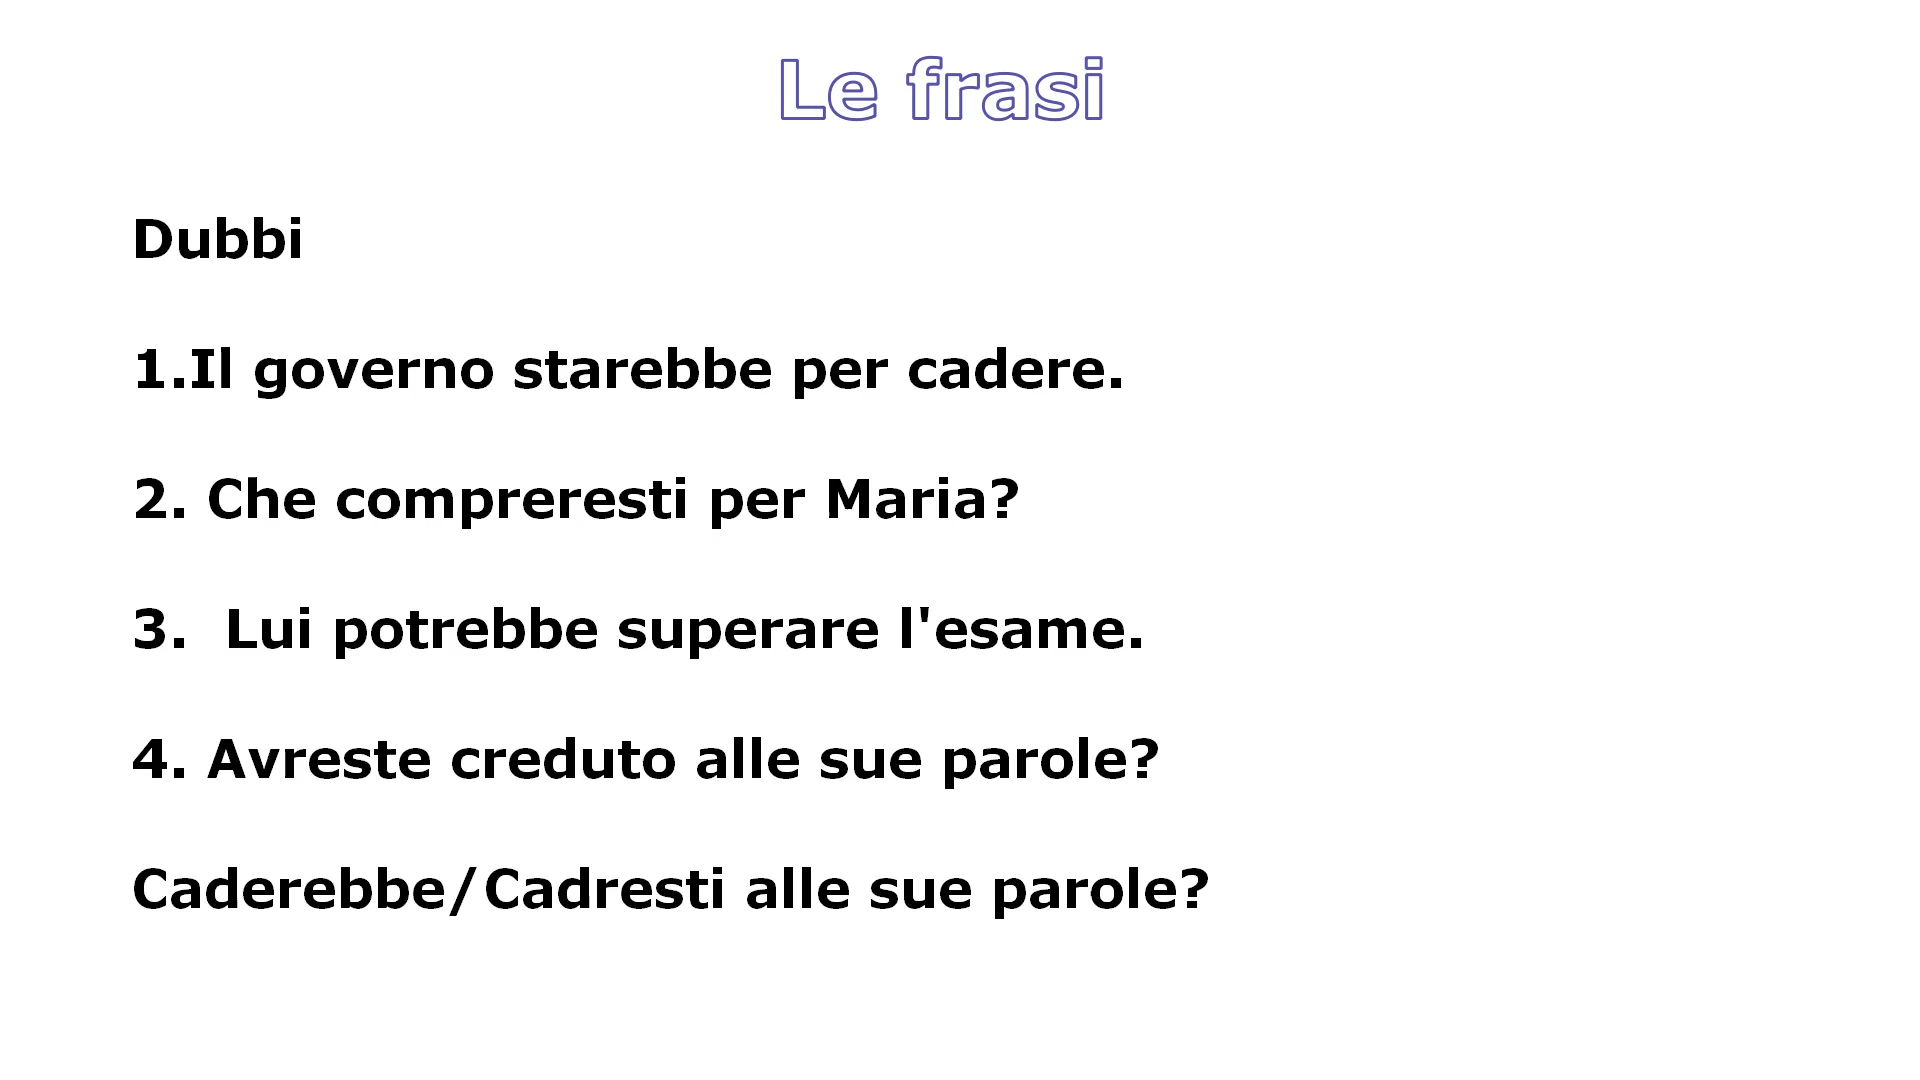 Le frasi
Dubbi
1.Il governo starebbe per cadere.
2. Che compreresti per Maria?
3.  Lui potrebbe superare l'esame.
4. Avreste creduto alle sue parole?
Caderebbe/Cadresti alle sue parole?